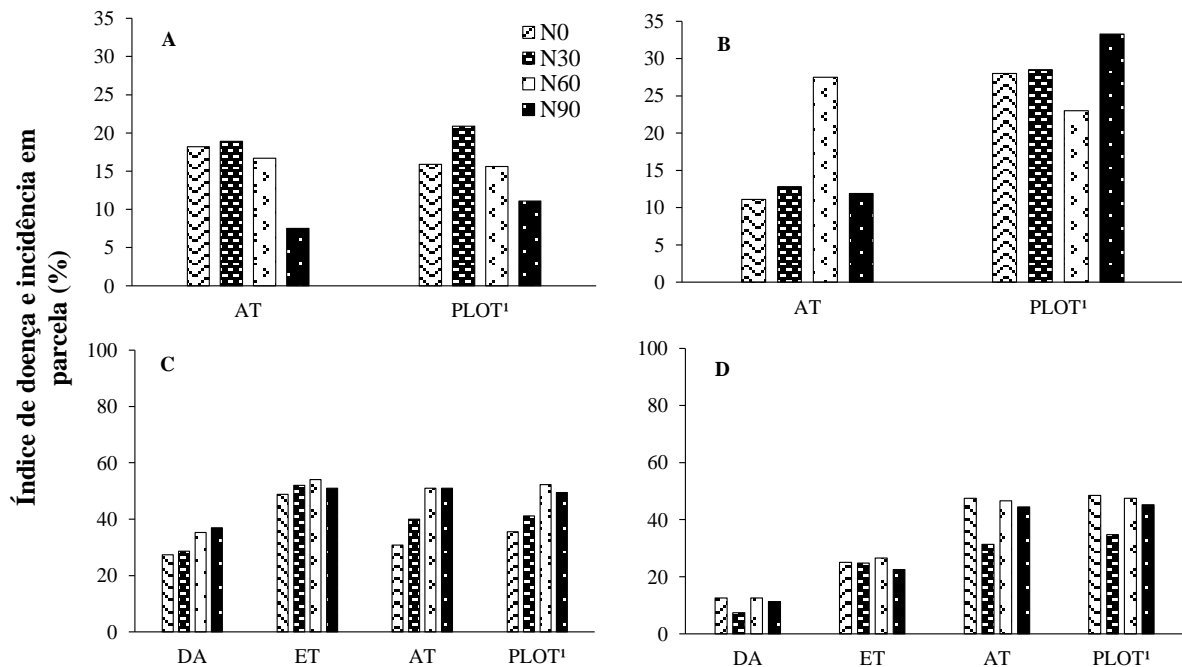 Índice de doença e incidência em
parcela (%)
A
35
30
25
20
15
10
5
0
AT PLOT¹
N0
N30
N60
N90
B
35
30
25
20
15
10
5
0
AT PLOT¹
C
100
80
60
40
20
0
DA ET AT PLOT¹
D
100
80
60
40
20
0
DA ET AT PLOT¹